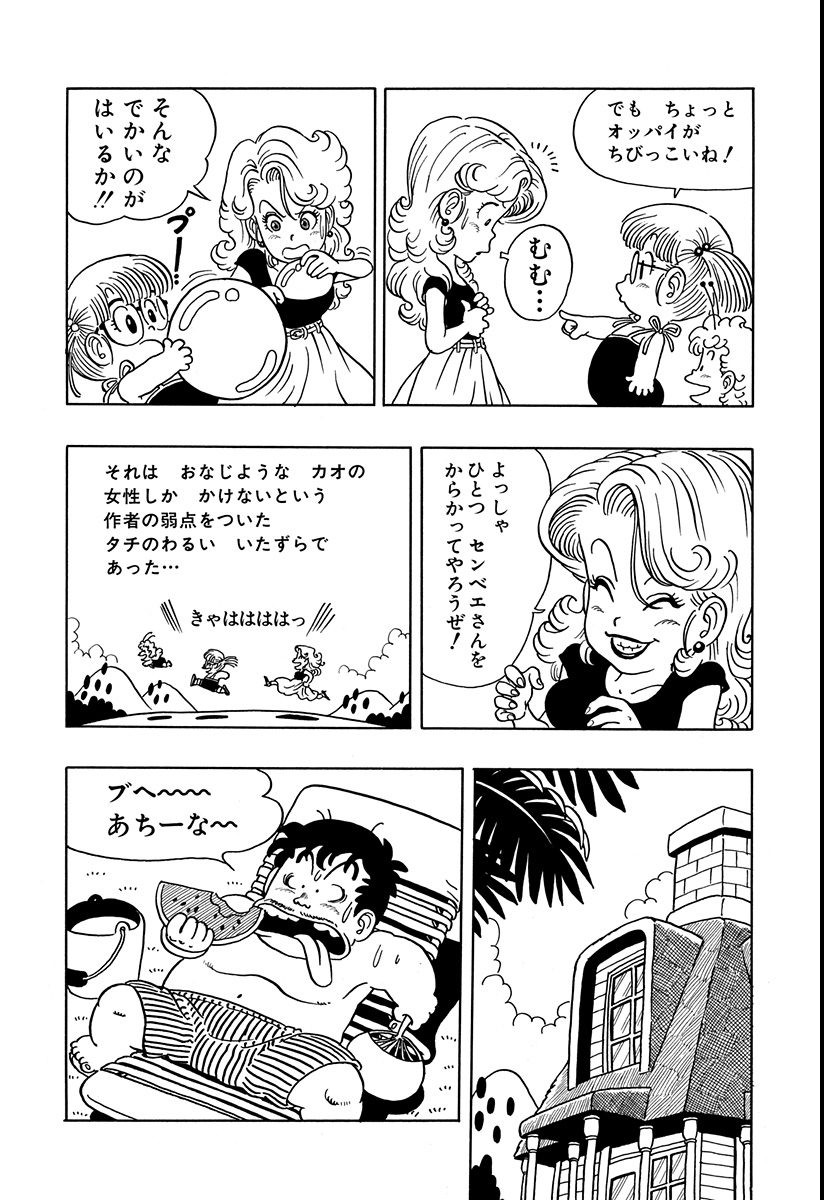 でも ちょっと
オッパイが
ちびっこいね!
むむ…
そんな
でかいのが
はいるか!!
プー!
よっしゃ
ひとつ センベエさんを
からかってやろうぜ!
それは おなじような カオの
女性しか かけないという
作者の弱点をついた
タチのわるい いたずらで
あった…
きゃはははははっ
ブヘ〜〜〜〜
あちーな〜